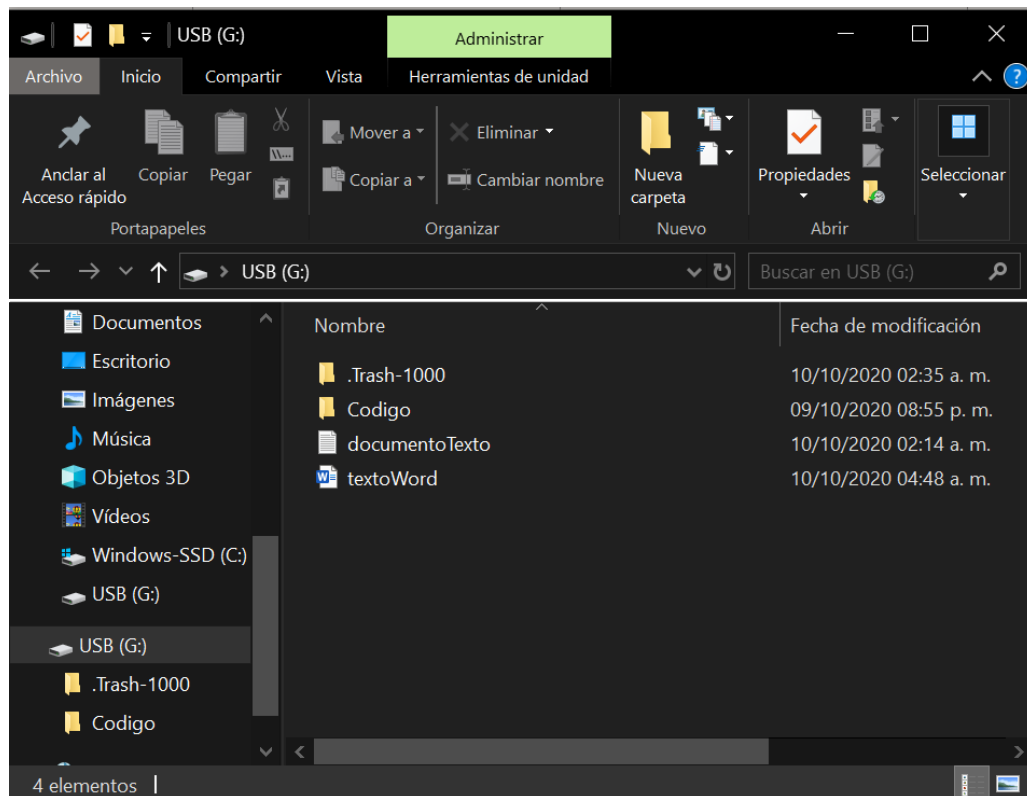 USB (G:)
Administrar
Archivo Inicio Compartir Vista Herramientas de unidad ?
Anclar al Acceso rápido
Copiar
Pegar
W...
Mover a
Copiar a
Eliminar
Cambiar nombre
Nueva carpeta
Propiedades
Seleccionar
Portapapeles Organizar Nuevo Abrir
USB (G:) Buscar en USB (G:)
Documentos
Escritorio
Imágenes
Música
Objetos 3D
Vídeos
Windows-SSD (C:)
USB (G:)
USB (G:)
.Trash-1000
Codigo
Nombre Fecha de modificación
.Trash-1000 10/10/2020 02:35 a. m.
Codigo 09/10/2020 08:55 p. m.
documentoTexto 10/10/2020 02:14 a. m.
textoWord 10/10/2020 04:48 a. m.
4 elementos